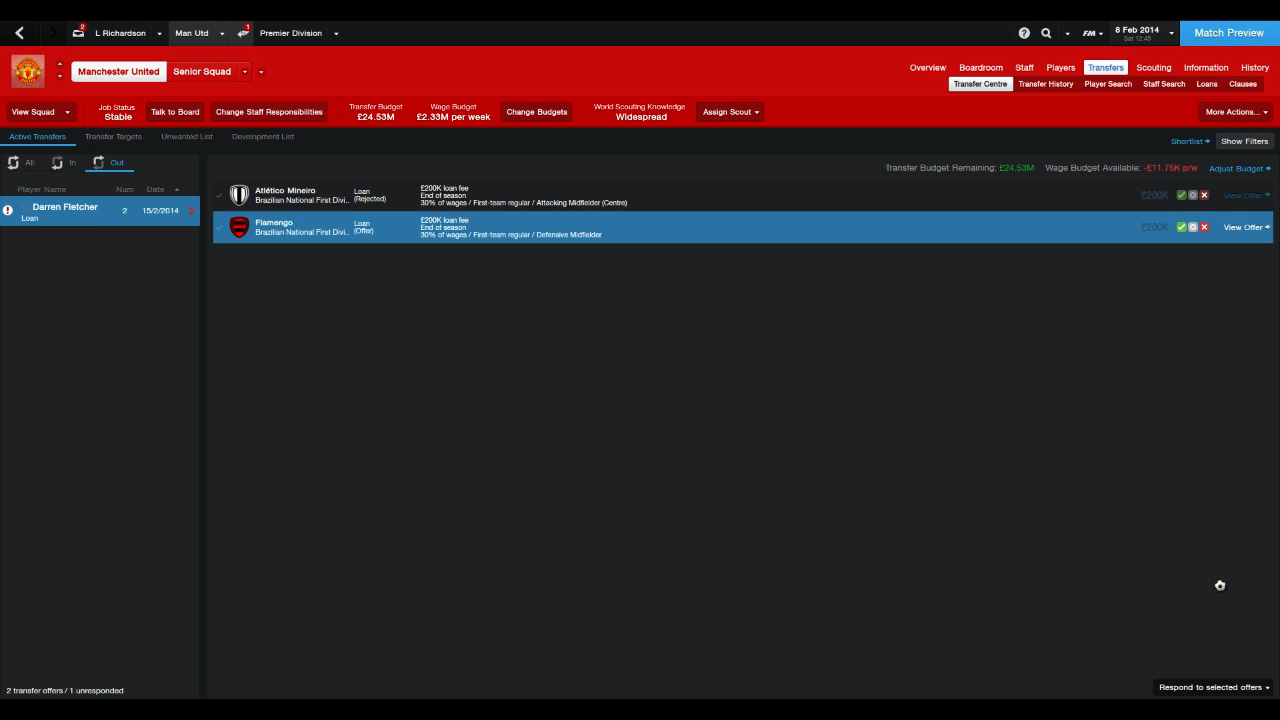 2
L Richardson
Man Utd
1
Premier Division
?
FM
8 Feb 2014
Sat 12:45
Match Preview
Manchester United
Senior Squad
Overview
Boardroom
Staff
Players
Transfers
Scouting
Information
History
Transfer Centre
Transfer History
Player Search
Staff Search
Loans
Clauses
View Squad
Job Status
Stable
Talk to Board
Change Staff Responsibilities
Transfer Budget
£24.53M
Wage Budget
£2.33M per week
Change Budgets
World Scouting Knowledge
Widespread
Assign Scout
More Actions...
Active Transfers
Transfer Targets
Unwanted List
Development List
Shortlist
Show Filters
All
In
Out
Transfer Budget Remaining: £24.53M
Wage Budget Available: -£11.75K p/w
Adjust Budget
Player Name
Num
Date
Darren Fletcher
Loan
2
15/2/2014
Atlético Mineiro
Brazilian National First Divi..
Loan
(Rejected)
£200K loan fee
End of season
30% of wages / First-team regular / Attacking Midfielder (Centre)
£200K
View Offer
Flamengo
Brazilian National First Divi..
Loan
(Offer)
£200K loan fee
End of season
30% of wages / First-team regular / Defensive Midfielder
£200K
View Offer
2 transfer offers / 1 unresponded
Respond to selected offers